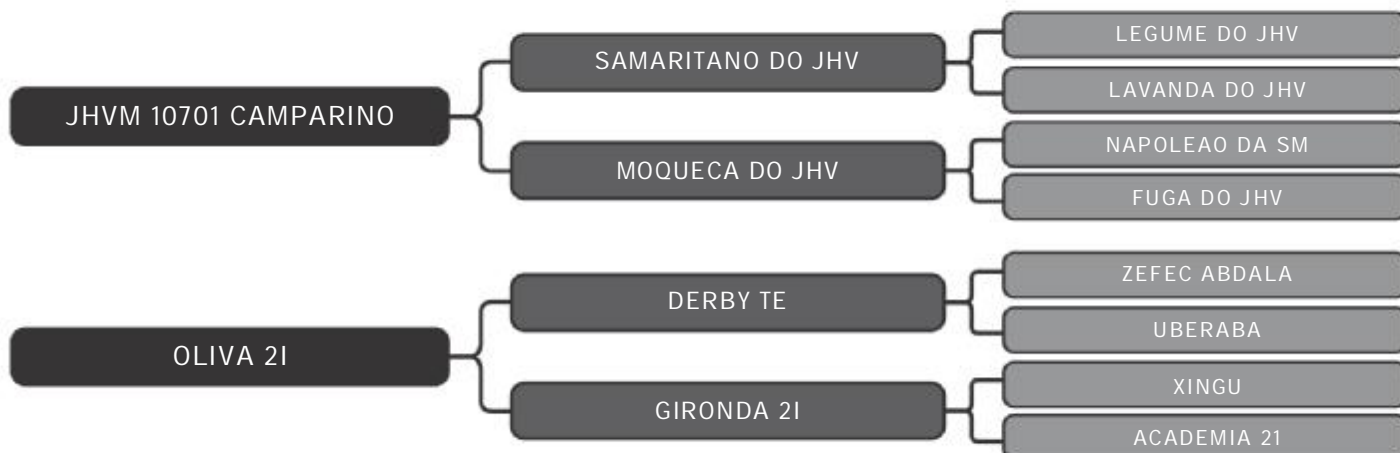 JHVM 10701 CAMPARINO
SAMARITANO DO JHV
LEGUME DO JHV
LAVANDA DO JHV
MOQUECA DO JHV
NAPOLEAO DA SM
FUGA DO JHV
OLIVA 2I
DERBY TE
ZEFEC ABDALA
UBERABA
GIRONDA 2I
XINGU
ACADEMIA 21